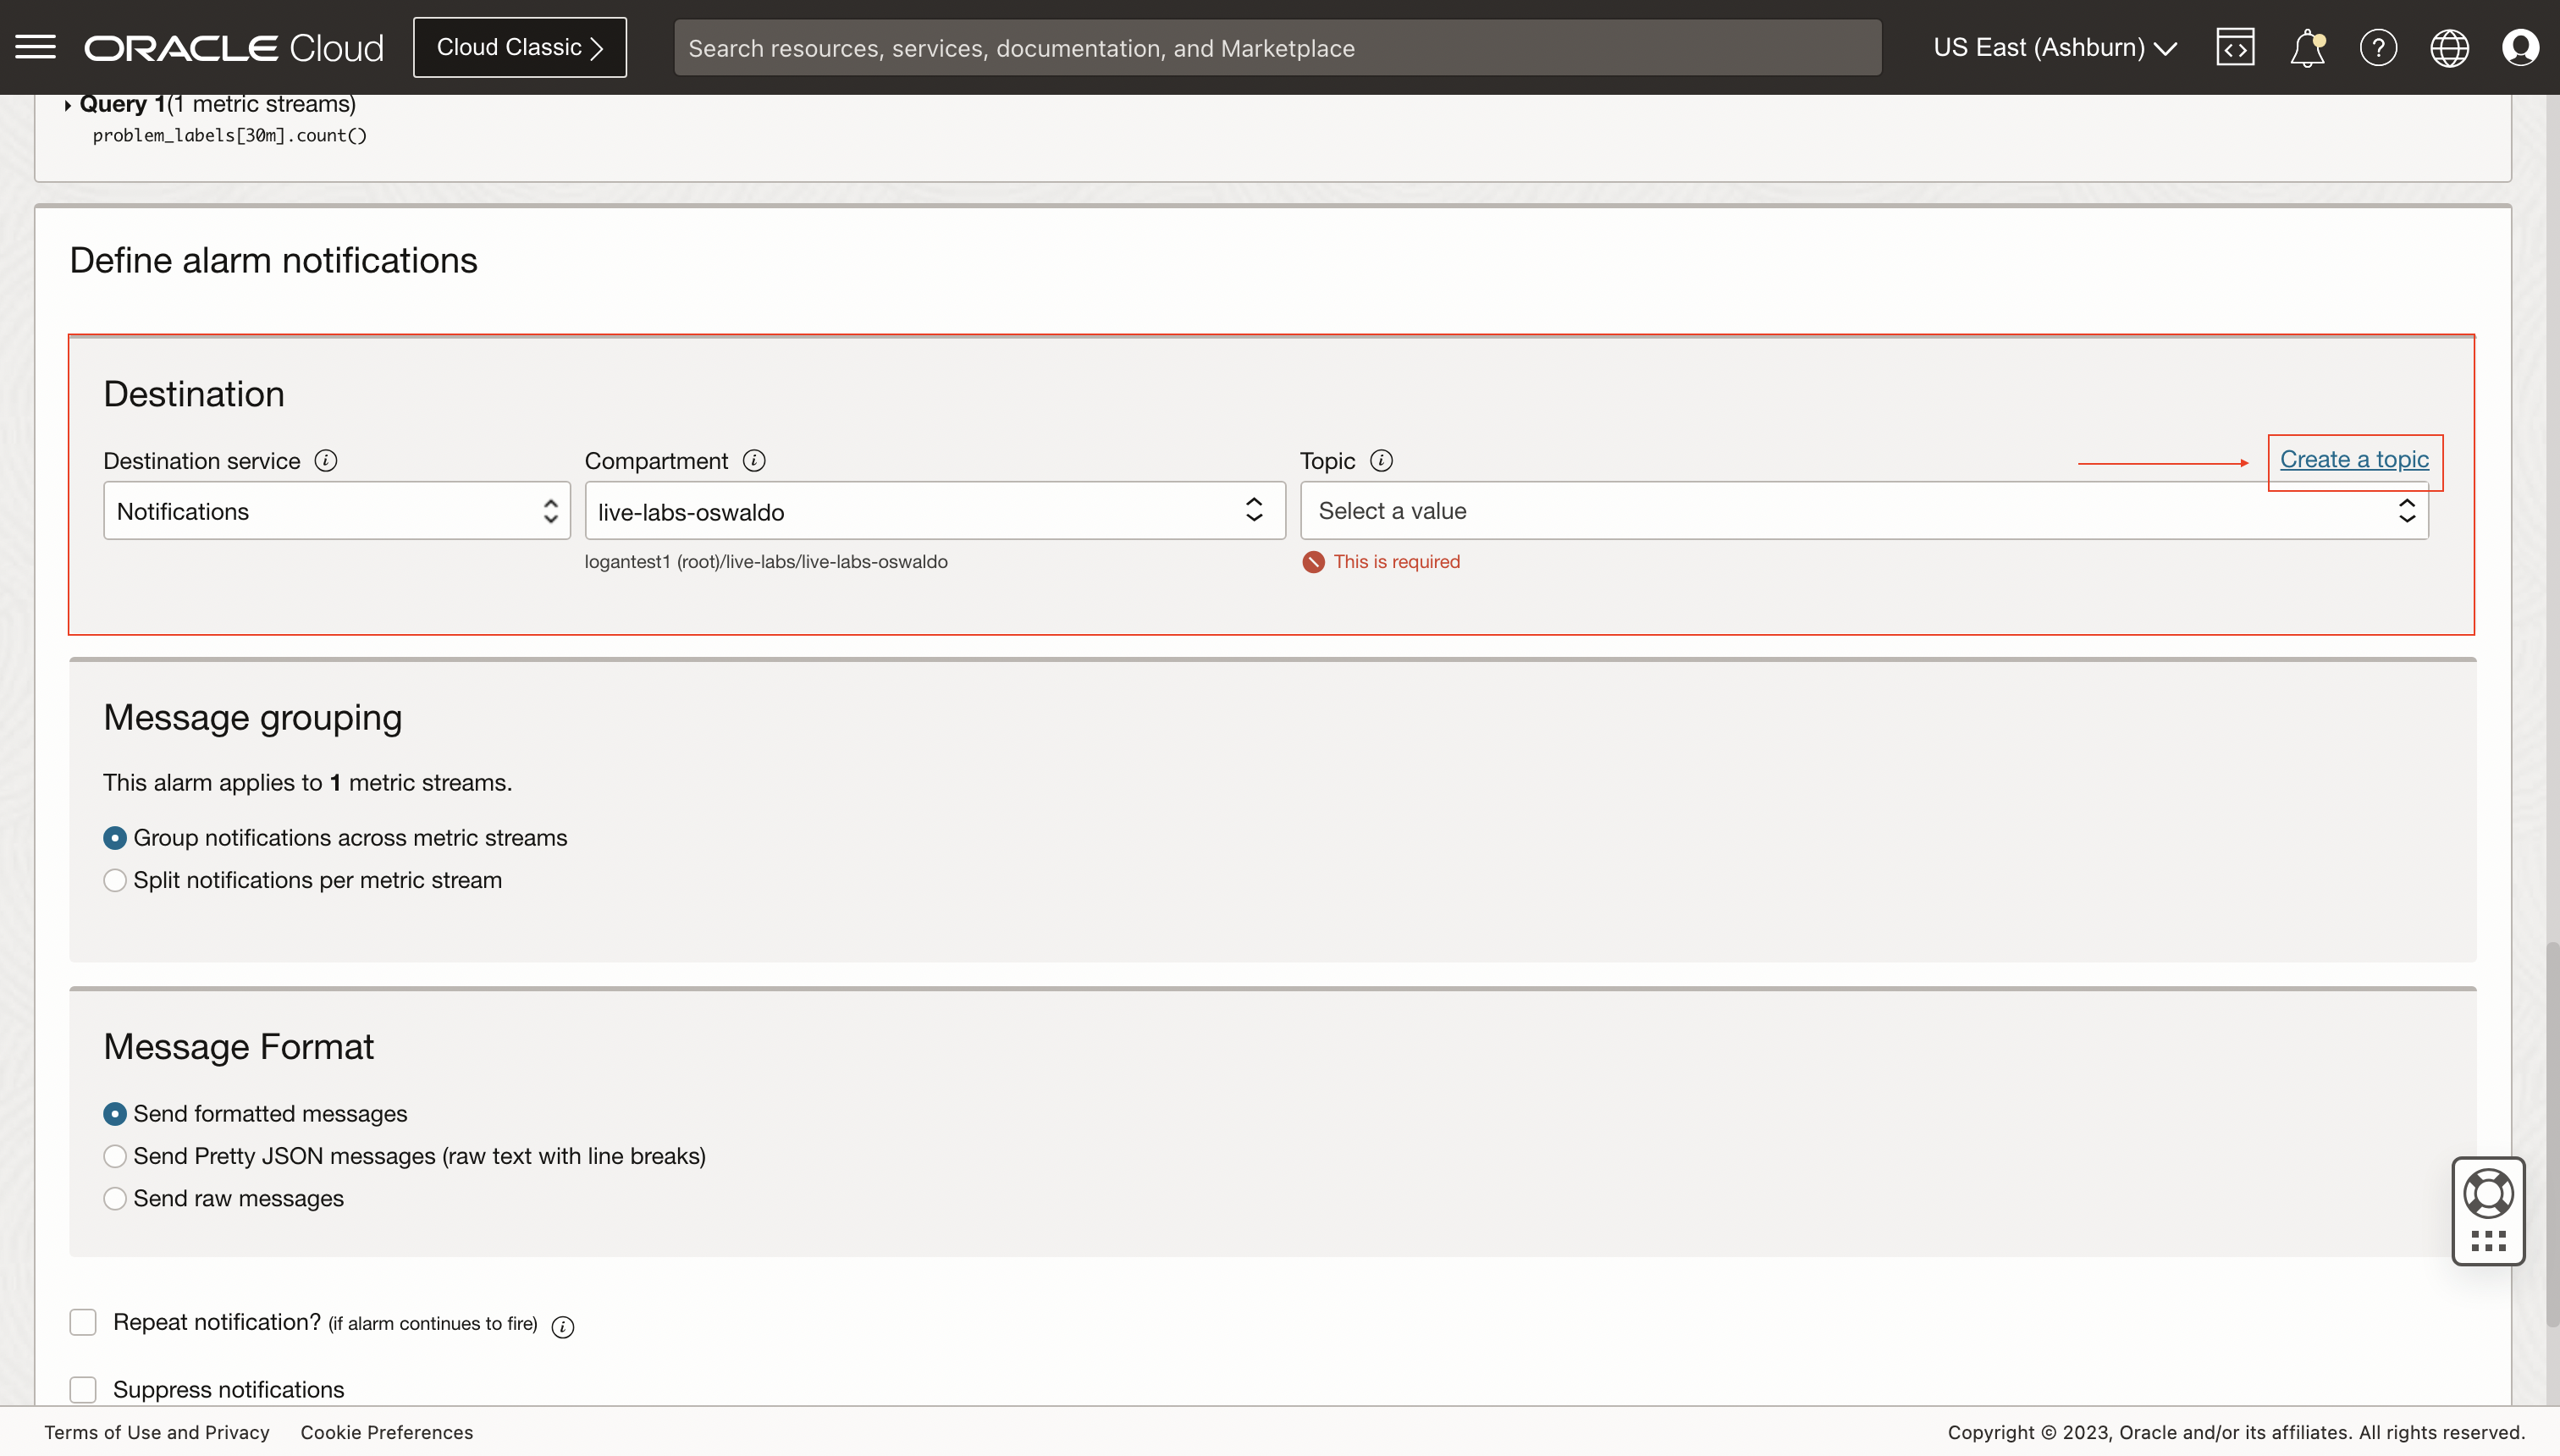 ORACLE Cloud
Cloud Classic
Search resources, services, documentation, and Marketplace
US East (Ashburn)
Query 1(1 metric streams)
problem_labels[30m].count()
Define alarm notifications
Destination
Destination service
Compartment
Topic
Create a topic
Notifications
live-labs-oswaldo
Select a value
logantest1 (root)/live-labs/live-labs-oswaldo
This is required
Message grouping
This alarm applies to 1 metric streams.
Group notifications across metric streams
Split notifications per metric stream
Message Format
Send formatted messages
Send Pretty JSON messages (raw text with line breaks)
Send raw messages
Repeat notification? (if alarm continues to fire)
Suppress notifications
Terms of Use and Privacy
Cookie Preferences
Copyright © 2023, Oracle and/or its affiliates. All rights reserved.